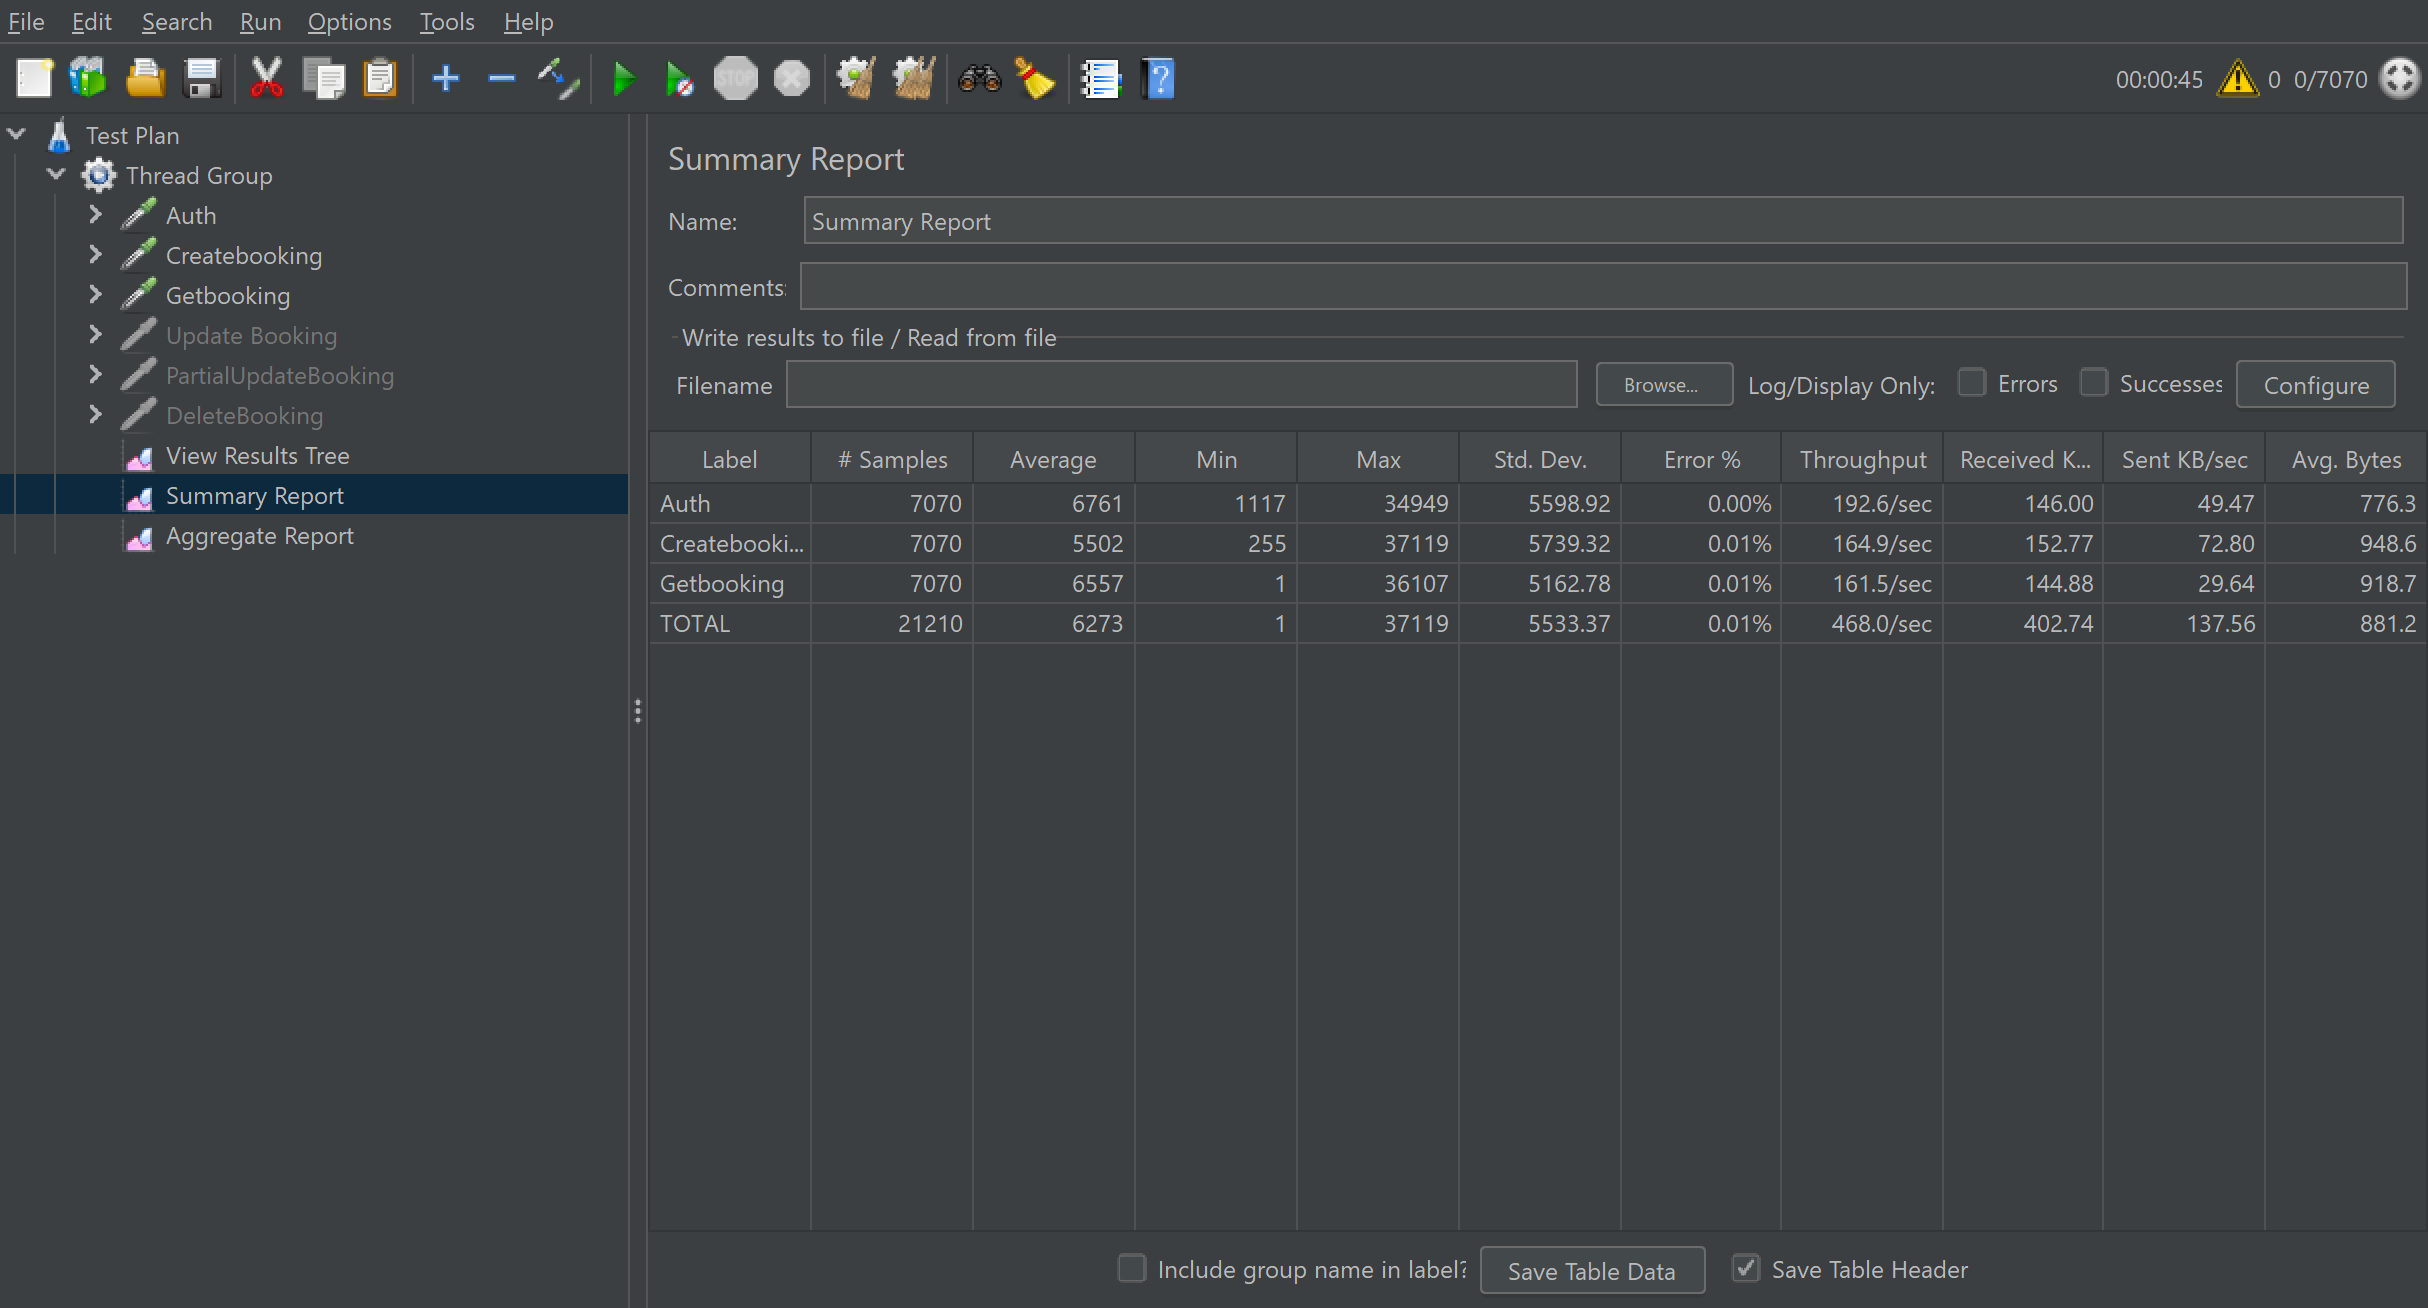 File Edit Search Run Options Tools Help
STOP ? 00:00:45 0 0/7070
Test Plan
Thread Group
Auth
Createbooking
Getbooking
Update Booking
PartialUpdateBooking
DeleteBooking
View Results Tree
Summary Report
Aggregate Report
Summary Report
Name: Summary Report
Comments:
Write results to file / Read from file
Filename Browse... Log/Display Only: Errors Successes Configure
Label # Samples Average Min Max Std. Dev. Error % Throughput Received K... Sent KB/sec Avg. Bytes
Auth 7070 6761 1117 34949 5598.92 0.00% 192.6/sec 146.00 49.47 776.3
Createbooki... 7070 5502 255 37119 5739.32 0.01% 164.9/sec 152.77 72.80 948.6
Getbooking 7070 6557 1 36107 5162.78 0.01% 161.5/sec 144.88 29.64 918.7
TOTAL 21210 6273 1 37119 5533.37 0.01% 468.0/sec 402.74 137.56 881.2
Include group name in label? Save Table Data Save Table Header